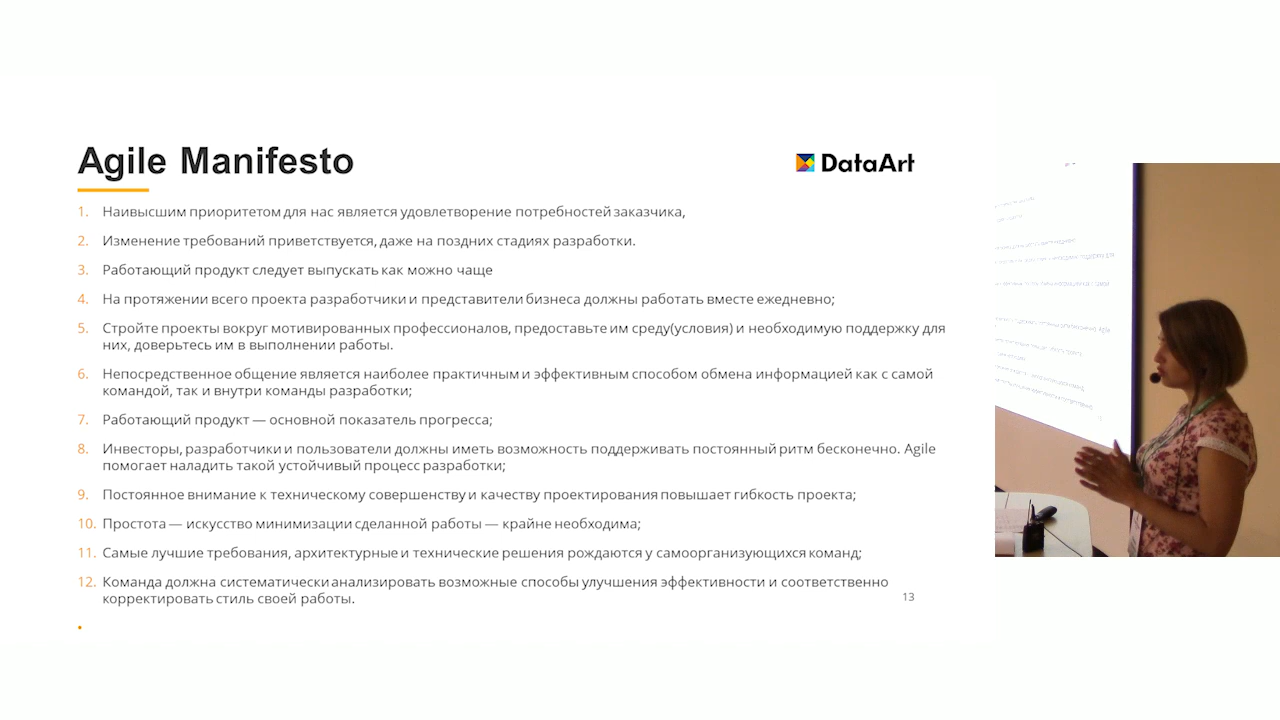 Agile Manifesto
DataArt
1. Наивысшим приоритетом для нас является удовлетворение потребностей заказчика,
2. Изменение требований приветствуется, даже на поздних стадиях разработки.
3. Работающий продукт следует выпускать как можно чаще
4. На протяжении всего проекта разработчики и представители бизнеса должны работать вместе ежедневно;
5. Стройте проекты вокруг мотивированных профессионалов, предоставьте им среду(условия) и необходимую поддержку для
них, доверьтесь им в выполнении работы.
6. Непосредственное общение является наиболее практичным и эффективным способом обмена информацией как с самой
командой, так и внутри команды разработки;
7. Работающий продукт — основной показатель прогресса;
8. Инвесторы, разработчики и пользователи должны иметь возможность поддерживать постоянный ритм бесконечно. Agile
помогает наладить такой устойчивый процесс разработки;
9. Постоянное внимание к техническому совершенству и качеству проектирования повышает гибкость проекта;
10. Простота — искусство минимизации сделанной работы — крайне необходима;
11. Самые лучшие требования, архитектурные и технические решения рождаются у самоорганизующихся команд;
12. Команда должна систематически анализировать возможные способы улучшения эффективности и соответственно
корректировать стиль своей работы.
13